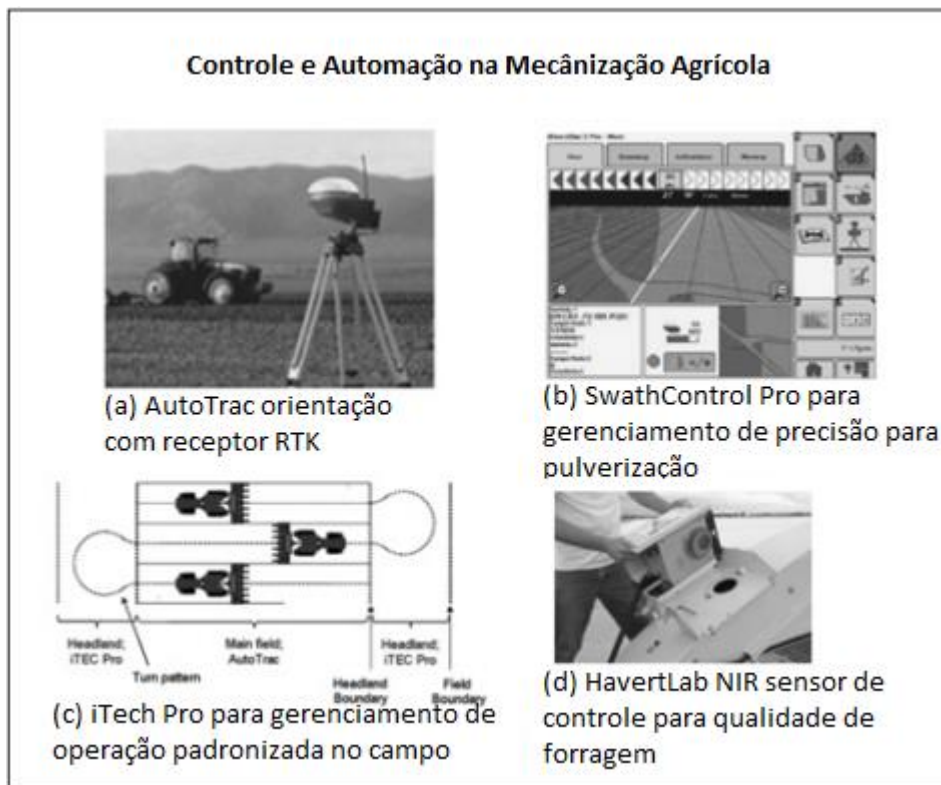 Controle e Automação na Mecânização Agrícola
(a) AutoTrac orientação
com receptor RTK
(b) SwathControl Pro para
gerenciamento de precisão para
pulverização
Headland;
iTEC Pro
Turn pattern
Main field;
AutoTrac
Headland
Boundary
Headland;
iTEC Pro
Field
Boundary
(c) iTech Pro para gerenciamento de
operação padronizada no campo
(d) HavertLab NIR sensor de
controle para qualidade de
forragem